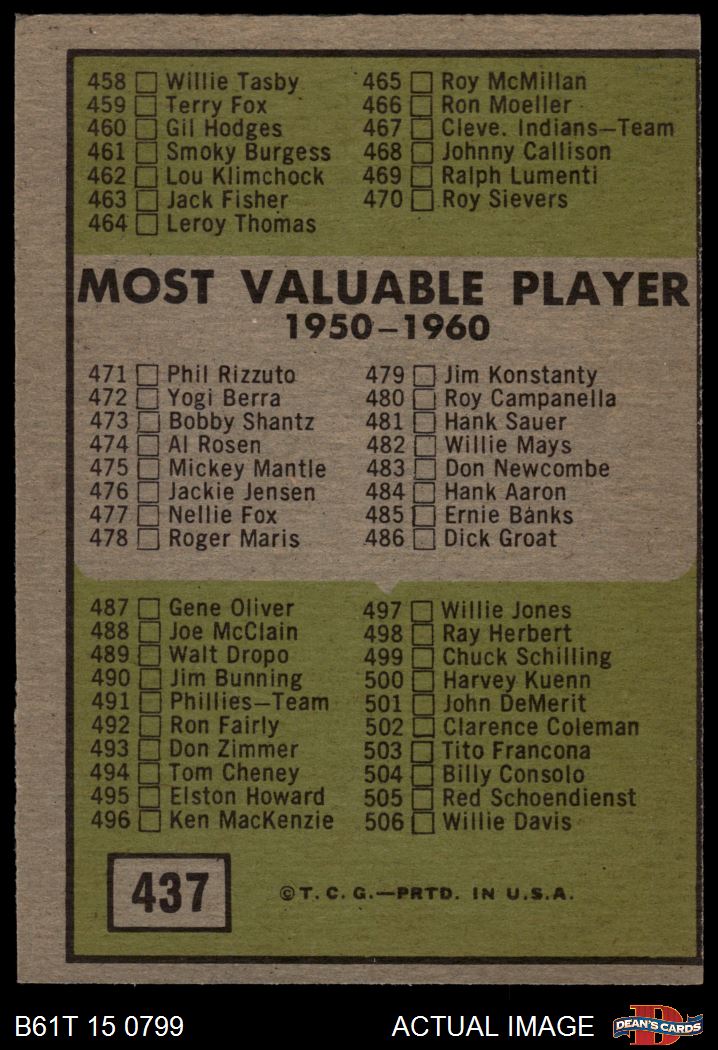 458 Willie Tasby
459 Terry Fox
460 Gil Hodges
461 Smoky Burgess
462 Lou Klimchock
463 Jack Fisher
464 Leroy Thomas
465 Roy McMillan
466 Ron Moeller
467 Cleve. Indians—Team
468 Johnny Callison
469 Ralph Lumenti
470 Roy Sievers
MOST VALUABLE PLAYER
1950–1960
471 Phil Rizzuto
472 Yogi Berra
473 Bobby Shantz
474 Al Rosen
475 Mickey Mantle
476 Jackie Jensen
477 Nellie Fox
478 Roger Maris
479 Jim Konstanty
480 Roy Campanella
481 Hank Sauer
482 Willie Mays
483 Don Newcombe
484 Hank Aaron
485 Ernie Banks
486 Dick Groat
487 Gene Oliver
488 Joe McClain
489 Walt Dropo
490 Jim Bunning
491 Phillies—Team
492 Ron Fairly
493 Don Zimmer
494 Tom Cheney
495 Elston Howard
496 Ken MacKenzie
497 Willie Jones
498 Ray Herbert
499 Chuck Schilling
500 Harvey Kuenn
501 John DeMerit
502 Clarence Coleman
503 Tito Francona
504 Billy Consolo
505 Red Schoendienst
506 Willie Davis
437
©T. C. G.—PRTD. IN U.S.A.
B61T 15 0799
ACTUAL IMAGE
D
DEAN'S CARDS